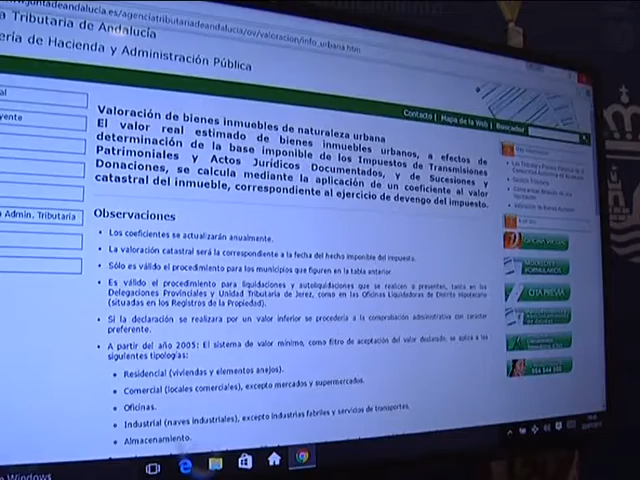 juntadeandalucia.es/agenciatributariadeandalucia/ov/valoracion/info_urbana.htm
a Tributaria de Andalucía
ería de Hacienda y Administración Pública
Contacto | Mapa de la Web | Buscador
al
yente
a Admin. Tributaria
Valoración de bienes inmuebles de naturaleza urbana
El valor real estimado de bienes inmuebles urbanos, a efectos de
determinación de la base imponible de los Impuestos de Transmisiones
Patrimoniales y Actos Jurídicos Documentados, y de Sucesiones y
Donaciones, se calcula mediante la aplicación de un coeficiente al valor
catastral del inmueble, correspondiente al ejercicio de devengo del impuesto.
Observaciones
Los coeficientes se actualizarán anualmente.
La valoración catastral será la correspondiente a la fecha del hecho imponible del impuesto.
Sólo es válido el procedimiento para los municipios que figuren en la tabla anterior.
Es válido el procedimiento para liquidaciones y autoliquidaciones que se realicen o presenten, tanto en las
Delegaciones Provinciales y Unidad Tributaria de Jerez, como en las Oficinas Liquidadoras de Distrito Hipotecario
(situadas en los Registros de la Propiedad).
Si la declaración se realizara por un valor inferior se procedería a la comprobación administrativa con carácter
preferente.
A partir del año 2005: El sistema de valor mínimo, como filtro de aceptación del valor declarado, se aplica a las
siguientes tipologías:
Residencial (viviendas y elementos anejos).
Comercial (locales comerciales), excepto mercados y supermercados.
Oficinas.
Industrial (naves industriales), excepto industrias fabriles y servicios de transportes.
Almacenamiento.
OFICINA VIRTUAL
MODELOS Y
FORMULARIOS
CITA PREVIA
Windows